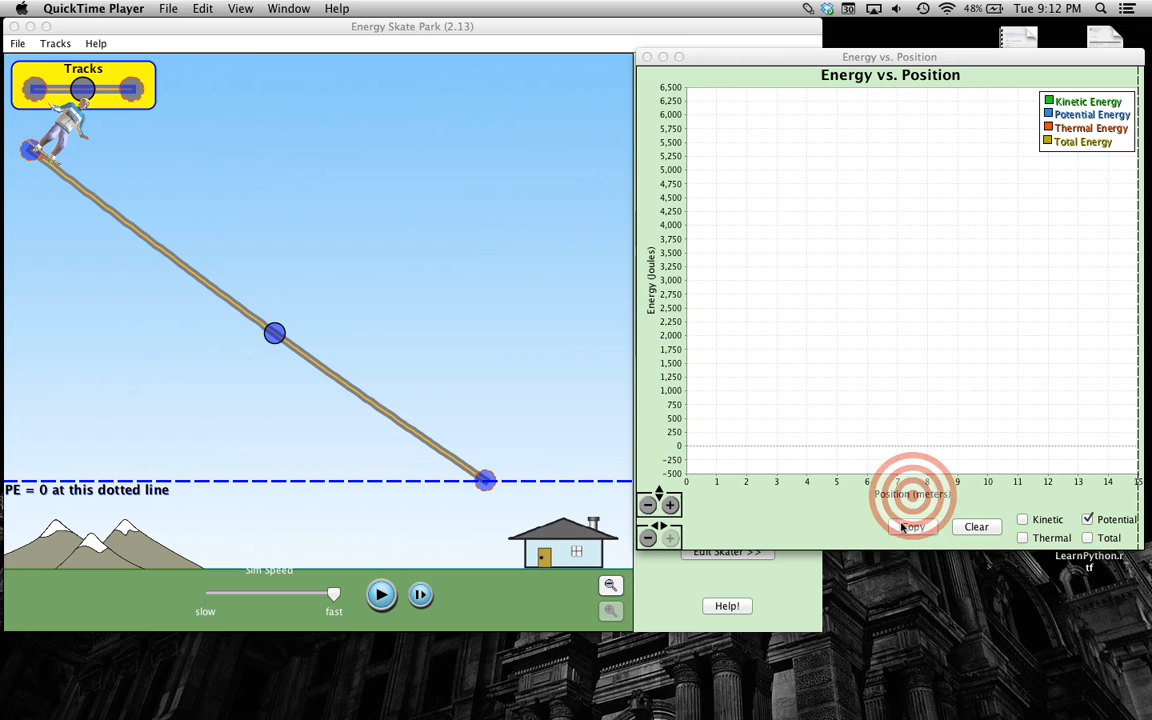 QuickTime Player File Edit View Window Help
30 48% Tue 9:12 PM
Energy Skate Park (2.13)
File Tracks Help
Tracks
PE = 0 at this dotted line
Sim Speed
slow fast
Energy vs. Position
Energy vs. Position
Kinetic Energy
Potential Energy
Thermal Energy
Total Energy
Energy (Joules)
6,500
6,250
6,000
5,750
5,500
5,250
5,000
4,750
4,500
4,250
4,000
3,750
3,500
3,250
3,000
2,750
2,500
2,250
2,000
1,750
1,500
1,250
1,000
750
500
250
0
-250
-500
0 1 2 3 4 5 6 7 8 9 10 11 12 13 14 15
Position (meters)
Copy Clear
Kinetic Potential
Thermal Total
Edit Skater >>
Help!
LearnPython.r
tf